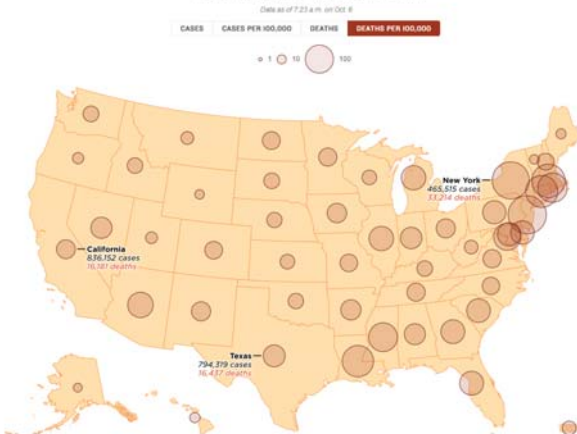 Data as of 7:23 a.m. on Oct. 6
CASES
CASES PER 100,000
DEATHS
DEATHS PER 100,000
1
10
100
New York
465,515 cases
33,214 deaths
California
836,152 cases
16,181 deaths
Texas
794,319 cases
16,437 deaths